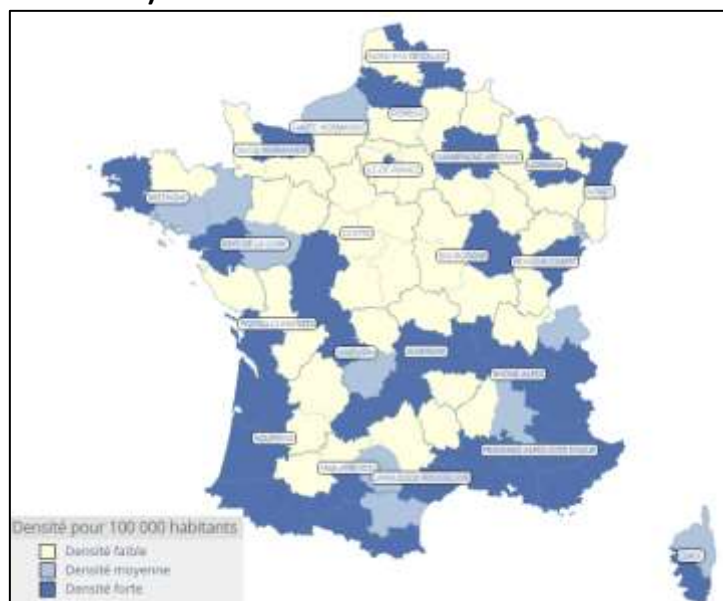 NORD-PAS-DE-CALAIS
PICARDIE
HAUTE-NORMANDIE
BASSE-NORMANDIE
ILE-DE-FRANCE
CHAMPAGNE-ARDENNE
LORRAINE
ALSACE
BRETAGNE
PAYS DE LA LOIRE
CENTRE
BOURGOGNE
FRANCHE-COMTE
POITOU-CHARENTES
LIMOUSIN
AUVERGNE
RHONE-ALPES
AQUITAINE
MIDI-PYRENEES
LANGUEDOC-ROUSSILLON
PROVENCE-ALPES-COTE D'AZUR
CORSE
Densité pour 100 000 habitants
Densité faible
Densité moyenne
Densité forte